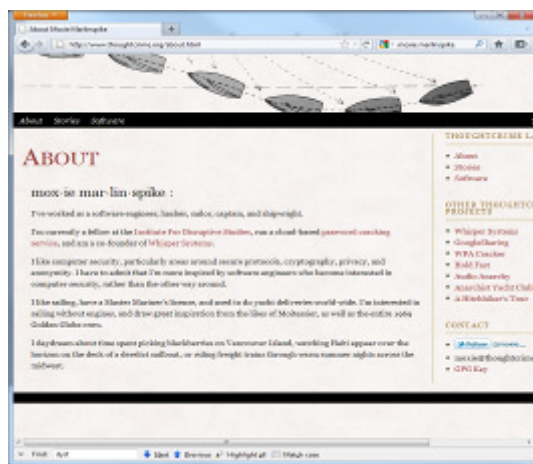 Firefox
About Moxie Marlinspike
http://www.thoughtcrime.org/about.html
moxie marlinspike
About Stories Software
ABOUT
mox·ie mar·lin·spike :
I've worked as a software engineer, hacker, sailor, captain, and shipwright.
I'm currently a fellow at the Institute For Disruptive Studies, run a cloud-based password cracking
service, and am a co-founder of Whisper Systems.
I like computer security, particularly areas around secure protocols, cryptography, privacy, and
anonymity. I have to admit that I'm more inspired by software engineers who become interested in
computer security, rather than the other way around.
I like sailing, have a Master Mariner's license, and used to do yacht deliveries world-wide. I'm interested in
sailing without engines, and draw great inspiration from the likes of Moitessier, as well as the entire 1969
Golden Globe race.
I daydream about time spent picking blackberries on Vancouver Island, watching Haiti appear over the
horizon on the deck of a derelict sailboat, or riding freight trains through warm summer nights across the
midwest.
THOUGHTCRIME LA
About
Stories
Software
OTHER THOUGHTCR
PROJECTS
Whisper Systems
GoogleSharing
WPA Cracker
Hold Fast
Audio Anarchy
Anarchist Yacht Club
A Hitchhiker's Tour
CONTACT
Follow @moxie...
moxie@thoughtcrime
GPG Key
Find: Next Previous Highlight all Match case